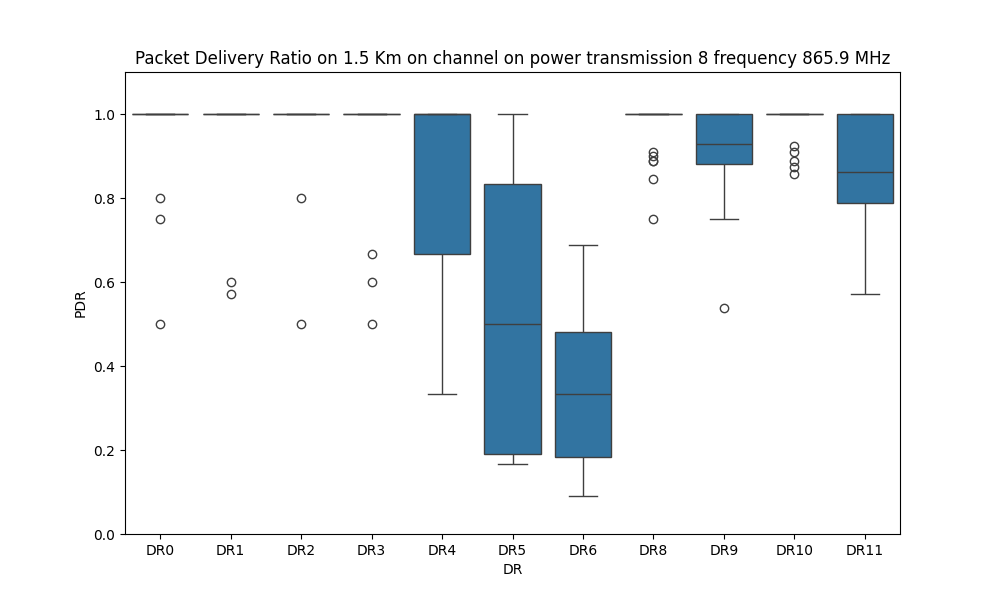 Packet Delivery Ratio on 1.5 Km on channel on power transmission 8 frequency 865.9 MHz
1.0
0.8
0.6
0.4
0.2
0.0
PDR
DR0 DR1 DR2 DR3 DR4 DR5 DR6 DR8 DR9 DR10 DR11
DR